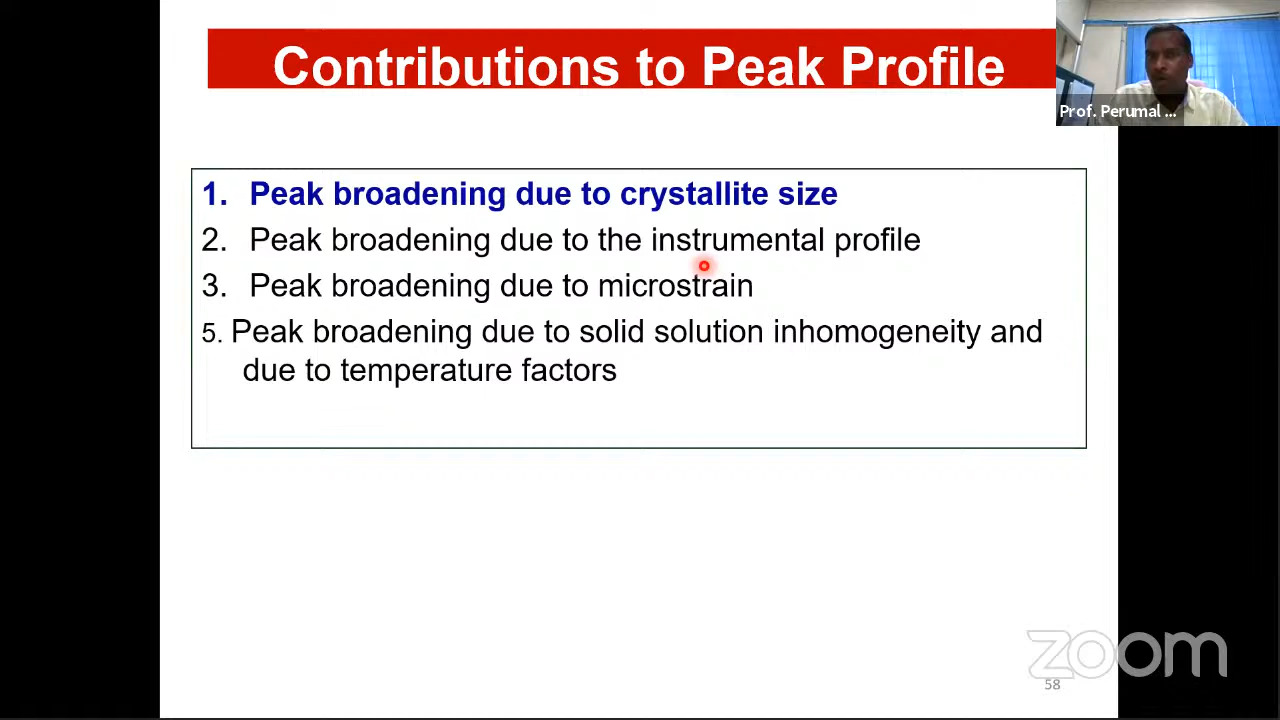 Contributions to Peak Profile
Prof. Perumal ...
1. Peak broadening due to crystallite size
2. Peak broadening due to the instrumental profile
3. Peak broadening due to microstrain
5. Peak broadening due to solid solution inhomogeneity and
due to temperature factors
zoom
58